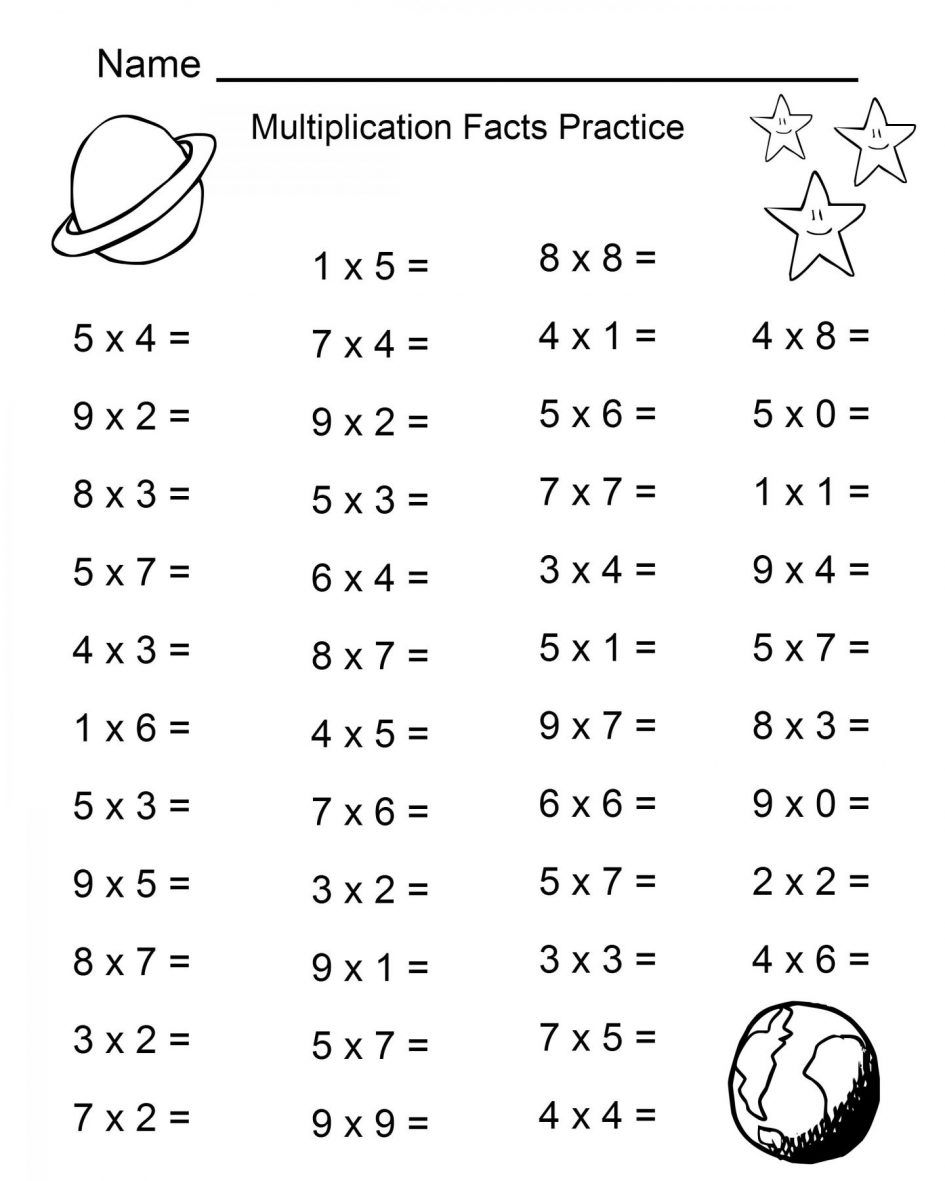 Name
Multiplication Facts Practice
1 x 5 = 8 x 8 =
5 x 4 = 7 x 4 = 4 x 1 = 4 x 8 =
9 x 2 = 9 x 2 = 5 x 6 = 5 x 0 =
8 x 3 = 5 x 3 = 7 x 7 = 1 x 1 =
5 x 7 = 6 x 4 = 3 x 4 = 9 x 4 =
4 x 3 = 8 x 7 = 5 x 1 = 5 x 7 =
1 x 6 = 4 x 5 = 9 x 7 = 8 x 3 =
5 x 3 = 7 x 6 = 6 x 6 = 9 x 0 =
9 x 5 = 3 x 2 = 5 x 7 = 2 x 2 =
8 x 7 = 9 x 1 = 3 x 3 = 4 x 6 =
3 x 2 = 5 x 7 = 7 x 5 =
7 x 2 = 9 x 9 = 4 x 4 =